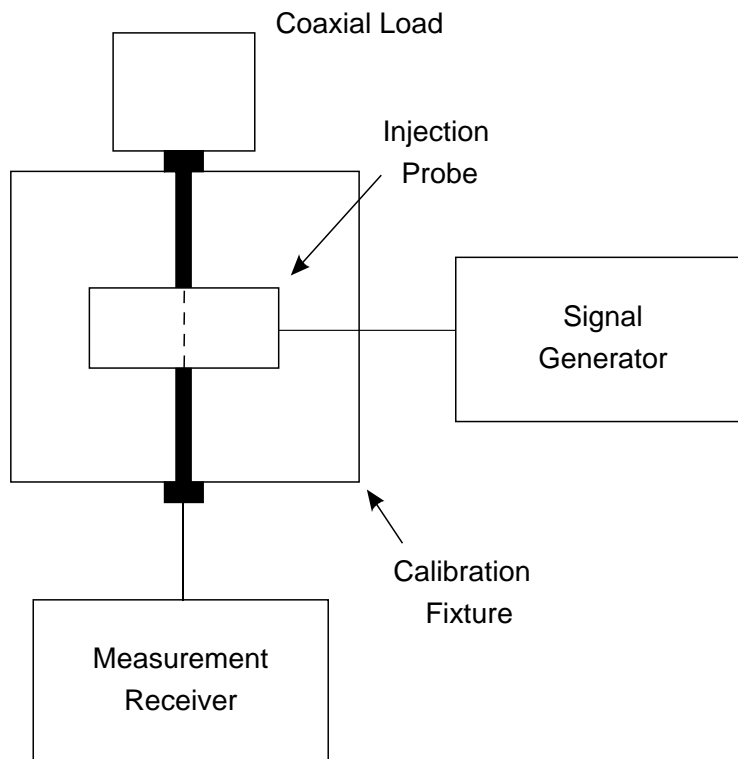 Coaxial Load
Injection
Probe
Signal
Generator
Calibration
Fixture
Measurement
Receiver